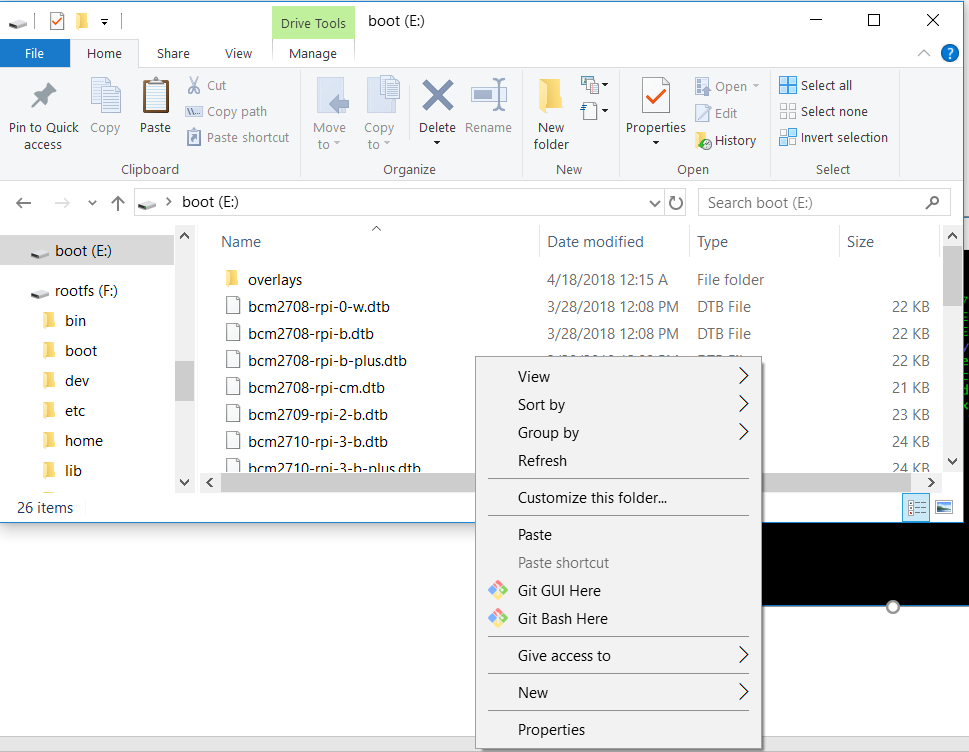 Drive Tools
boot (E:)
File
Home
Share
View
Manage
?
Pin to Quick
access
Copy
Paste
Cut
Copy path
Paste shortcut
Clipboard
Move
to
Copy
to
Delete
Rename
Organize
New
folder
New
Properties
Open
Edit
History
Open
Select all
Select none
Invert selection
Select
boot (E:)
Search boot (E:)
boot (E:)
rootfs (F:)
bin
boot
dev
etc
home
lib
Name
Date modified
Type
Size
overlays 4/18/2018 12:15 A File folder
bcm2708-rpi-0-w.dtb 3/28/2018 12:08 PM DTB File 22 KB
bcm2708-rpi-b.dtb 3/28/2018 12:08 PM DTB File 22 KB
bcm2708-rpi-b-plus.dtb 22 KB
bcm2708-rpi-cm.dtb 21 KB
bcm2709-rpi-2-b.dtb 23 KB
bcm2710-rpi-3-b.dtb 24 KB
bcm2710-rpi-3-b-plus.dtb 24 KB
26 items
View
Sort by
Group by
Refresh
Customize this folder...
Paste
Paste shortcut
Git GUI Here
Git Bash Here
Give access to
New
Properties